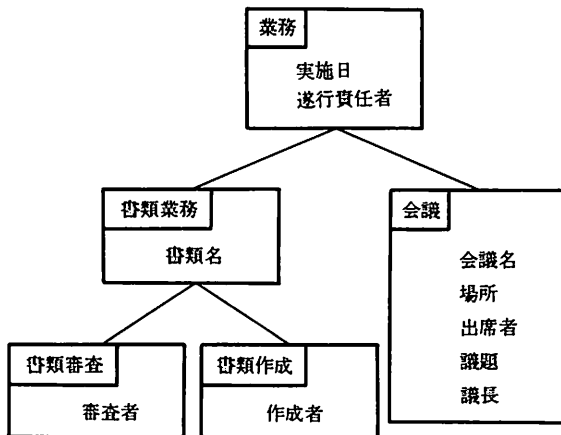 業務
実施日
遂行責任者
書類業務
書類名
会議
会議名
場所
出席者
議題
議長
書類審査
審査者
書類作成
作成者